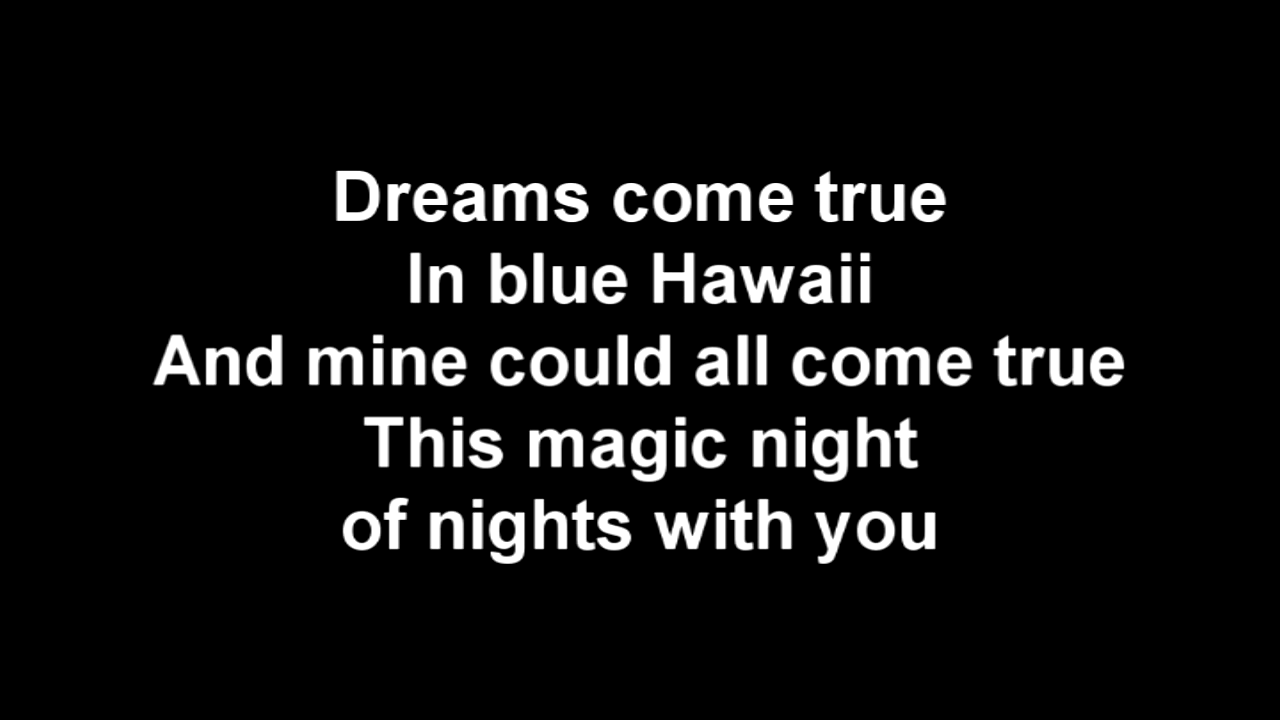 Dreams come true
In blue Hawaii
And mine could all come true
This magic night
of nights with you